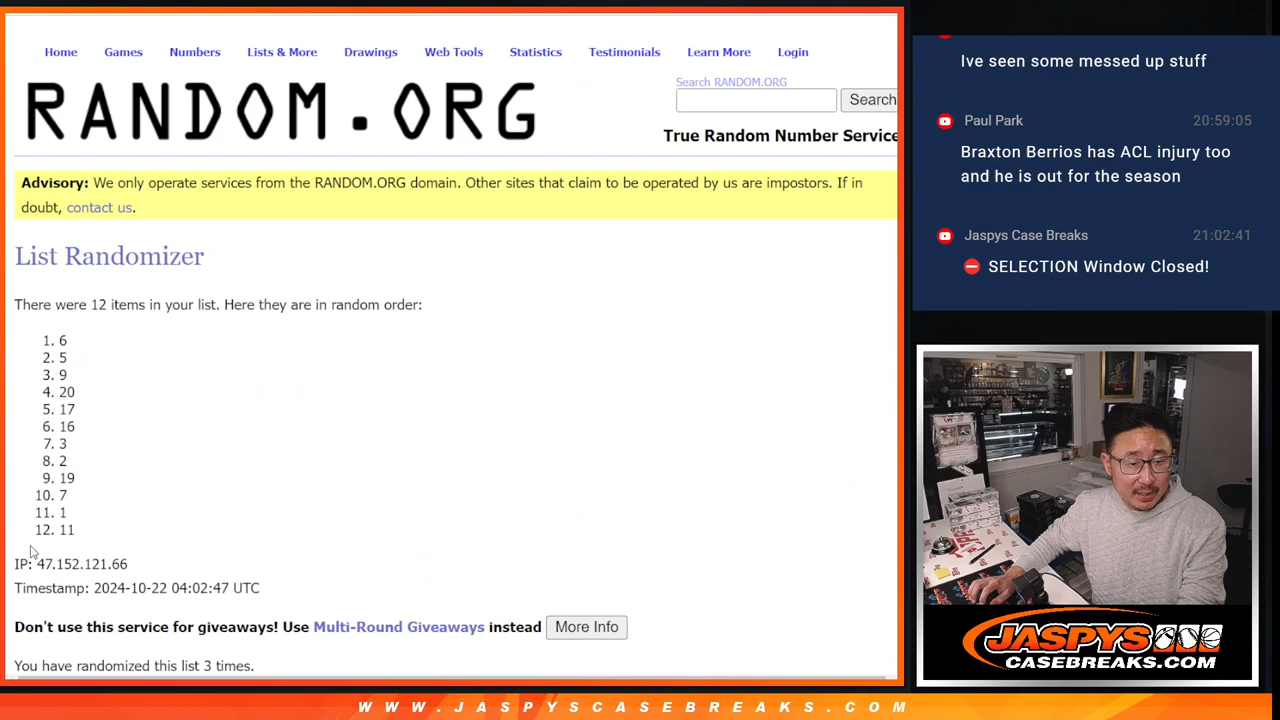 Home Games Numbers Lists & More Drawings Web Tools Statistics Testimonials Learn More Login
RANDOM.ORG
Search RANDOM.ORG
Search
True Random Number Service
Advisory: We only operate services from the RANDOM.ORG domain. Other sites that claim to be operated by us are impostors. If in
doubt, contact us.
List Randomizer
There were 12 items in your list. Here they are in random order:
1. 6
2. 5
3. 9
4. 20
5. 17
6. 16
7. 3
8. 2
9. 19
10. 7
11. 1
12. 11
IP: 47.152.121.66
Timestamp: 2024-10-22 04:02:47 UTC
Don't use this service for giveaways! Use Multi-Round Giveaways instead More Info
You have randomized this list 3 times.
Ive seen some messed up stuff
Paul Park 20:59:05
Braxton Berrios has ACL injury too
and he is out for the season
Jaspys Case Breaks 21:02:41
SELECTION Window Closed!
JASPYS
CASEBREAKS.COM
WWW.JASPYSCASEBREAKS.COM